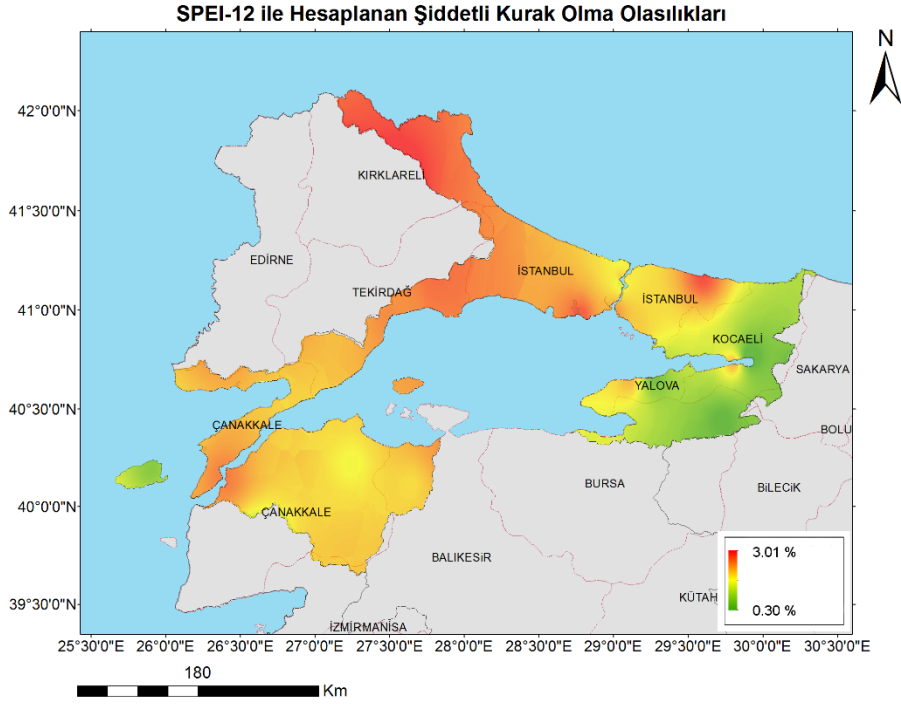 SPEI-12 ile Hesaplanan Şiddetli Kurak Olma Olasılıkları
N
42°0'0"N
KIRKLARELİ
41°30'0"N
EDİRNE
İSTANBUL
TEKİRDAĞ
İSTANBUL
41°0'0"N
KOCAELİ
SAKARYA
YALOVA
40°30'0"N
ÇANAKKALE
BOLU
40°0'0"N
ÇANAKKALE
BURSA
BİLECİK
BALIKESİR
3.01 %
KÜTAH
0.30 %
39°30'0"N
İZMİR
MANİSA
25°30'0"E 26°0'0"E 26°30'0"E 27°0'0"E 27°30'0"E 28°0'0"E 28°30'0"E 29°0'0"E 29°30'0"E 30°0'0"E 30°30'0"E
180
Km